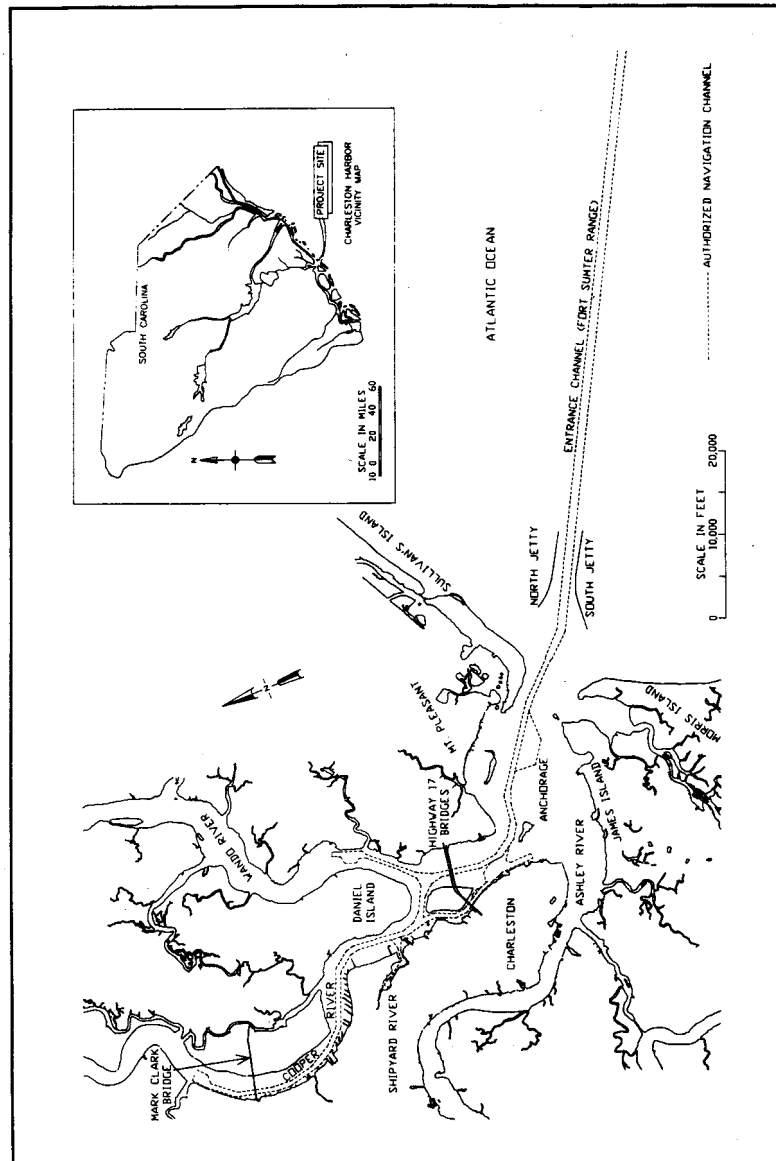 SOUTH CAROLINA
PROJECT SITE
CHARLESTON HARBOR
VICINITY MAP
N
SCALE IN MILES
10 0 20 40 60
ATLANTIC OCEAN
ENTRANCE CHANNEL (FORT SUMTER RANGE)
AUTHORIZED NAVIGATION CHANNEL
SCALE IN FEET
0 10,000 20,000
SULLIVAN'S ISLAND
NORTH JETTY
SOUTH JETTY
MT PLEASANT
MORRIS ISLAND
HIGHWAY 17
BRIDGES
ANCHORAGE
JAMES ISLAND
WANDO RIVER
DANIEL
ISLAND
ASHLEY RIVER
CHARLESTON
MARK CLARK
BRIDGE
COOPER
RIVER
SHIPYARD RIVER